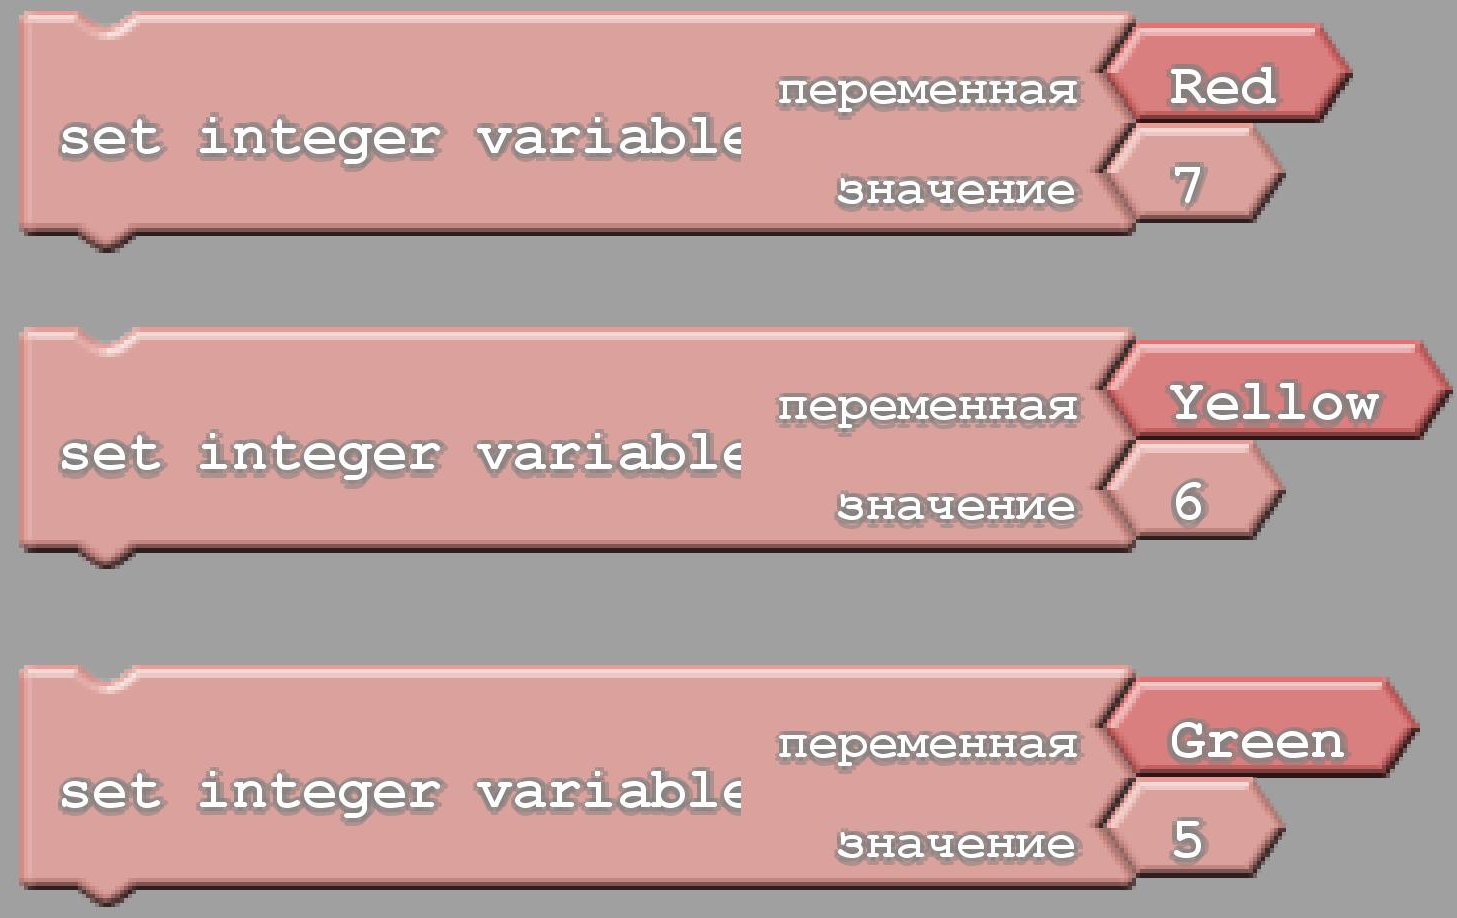 переменная Red
set integer variable
значение 7
переменная Yellow
set integer variable
значение 6
переменная Green
set integer variable
значение 5